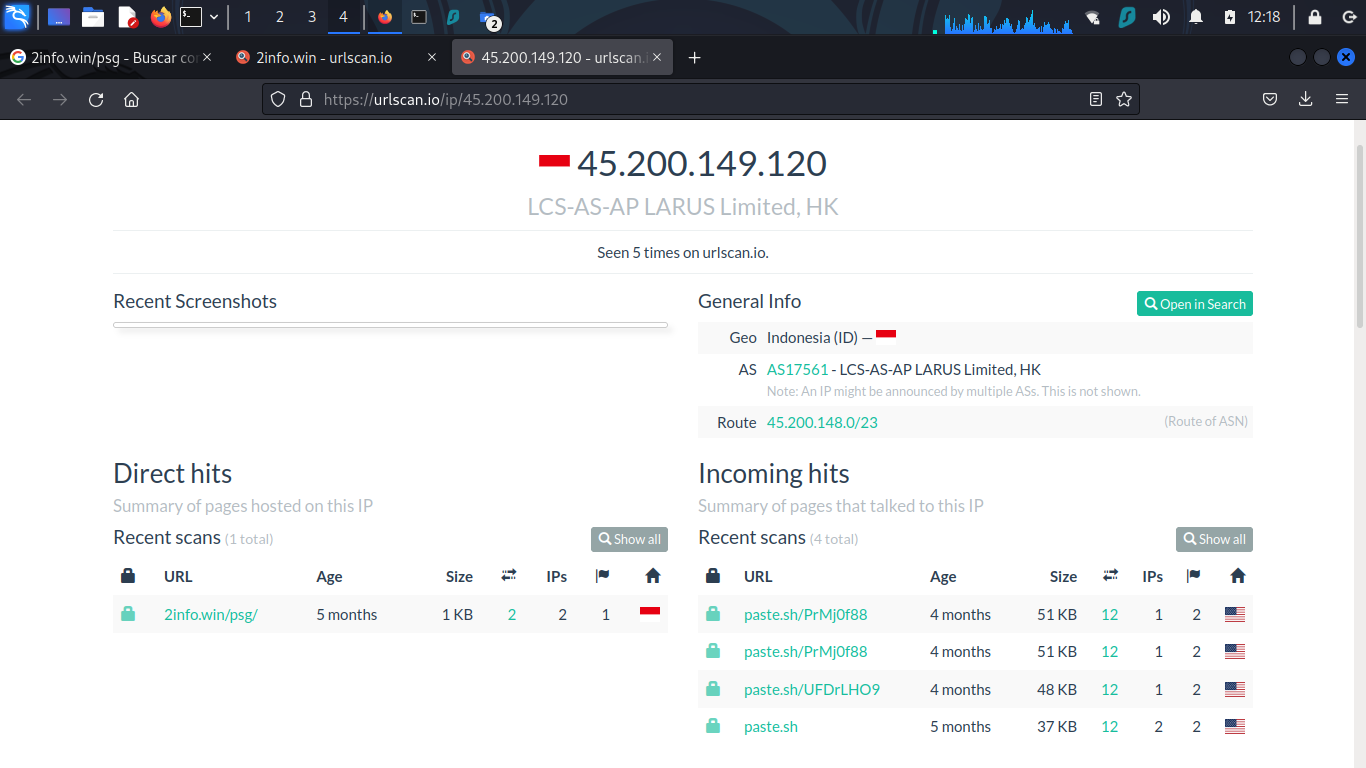 1 2 3 4 2 12:18
2info.win/psg - Buscar co 2info.win - urlscan.io 45.200.149.120 - urlscan.i
https://urlscan.io/ip/45.200.149.120
45.200.149.120
LCS-AS-AP LARUS Limited, HK
Seen 5 times on urlscan.io.
Recent Screenshots
General Info
Open in Search
Geo Indonesia (ID) —
AS AS17561 - LCS-AS-AP LARUS Limited, HK
Note: An IP might be announced by multiple ASs. This is not shown.
Route 45.200.148.0/23 (Route of ASN)
Direct hits
Summary of pages hosted on this IP
Recent scans (1 total) Show all
URL Age Size IPs
2info.win/psg/ 5 months 1 KB 2 2 1
Incoming hits
Summary of pages that talked to this IP
Recent scans (4 total) Show all
URL Age Size IPs
paste.sh/PrMj0f88 4 months 51 KB 12 1 2
paste.sh/PrMj0f88 4 months 51 KB 12 1 2
paste.sh/UFDrLHO9 4 months 48 KB 12 1 2
paste.sh 5 months 37 KB 12 2 2